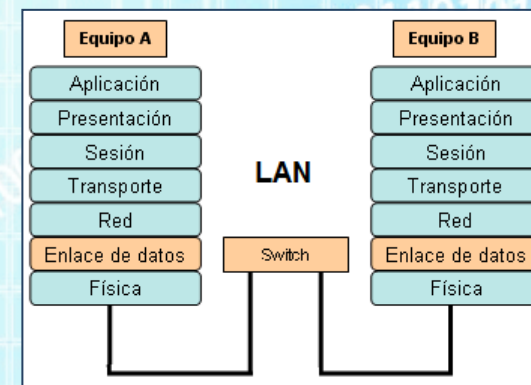 Equipo A
Equipo B
Aplicación
Presentación
Sesión
Transporte
Red
Enlace de datos
Física
LAN
Switch
Aplicación
Presentación
Sesión
Transporte
Red
Enlace de datos
Física